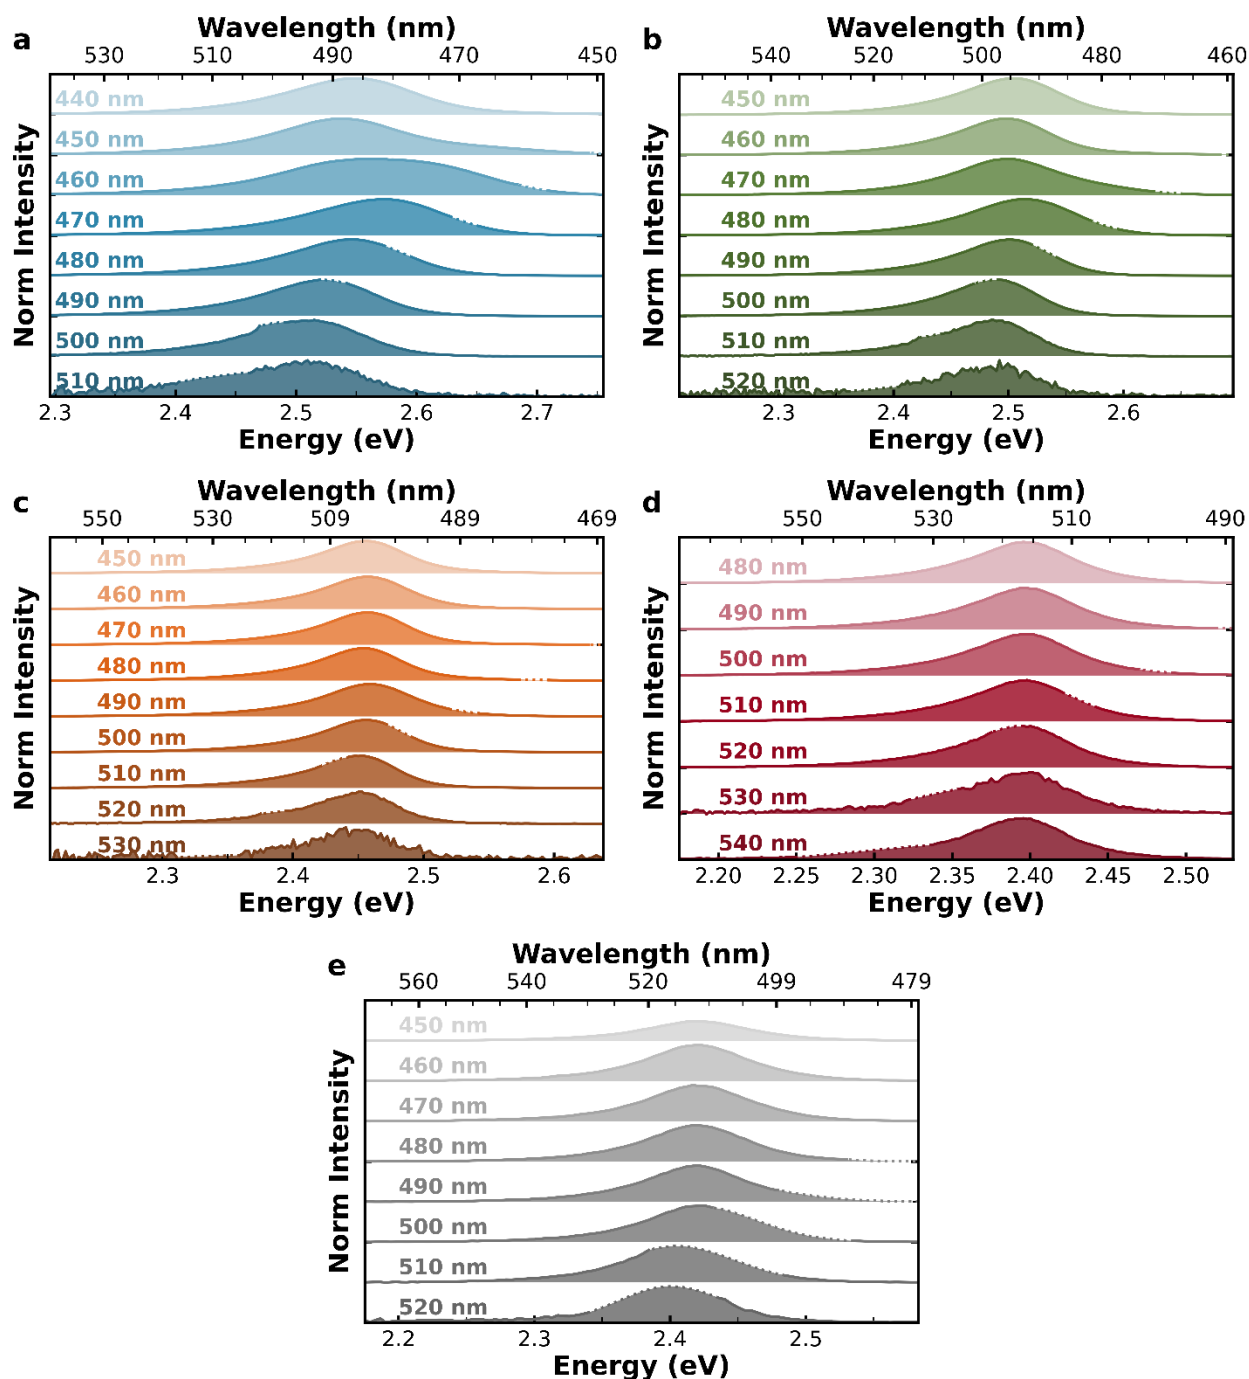 a
Wavelength (nm)
530 510 490 470 450
Norm Intensity
440 nm
450 nm
460 nm
470 nm
480 nm
490 nm
500 nm
510 nm
2.3 2.4 2.5 2.6 2.7
Energy (eV)
b
Wavelength (nm)
540 520 500 480 460
Norm Intensity
450 nm
460 nm
470 nm
480 nm
490 nm
500 nm
510 nm
520 nm
2.3 2.4 2.5 2.6
Energy (eV)
c
Wavelength (nm)
550 530 509 489 469
Norm Intensity
450 nm
460 nm
470 nm
480 nm
490 nm
500 nm
510 nm
520 nm
530 nm
2.3 2.4 2.5 2.6
Energy (eV)
d
Wavelength (nm)
550 530 510 490
Norm Intensity
480 nm
490 nm
500 nm
510 nm
520 nm
530 nm
540 nm
2.20 2.25 2.30 2.35 2.40 2.45 2.50
Energy (eV)
e
Wavelength (nm)
560 540 520 499 479
Norm Intensity
450 nm
460 nm
470 nm
480 nm
490 nm
500 nm
510 nm
520 nm
2.2 2.3 2.4 2.5
Energy (eV)